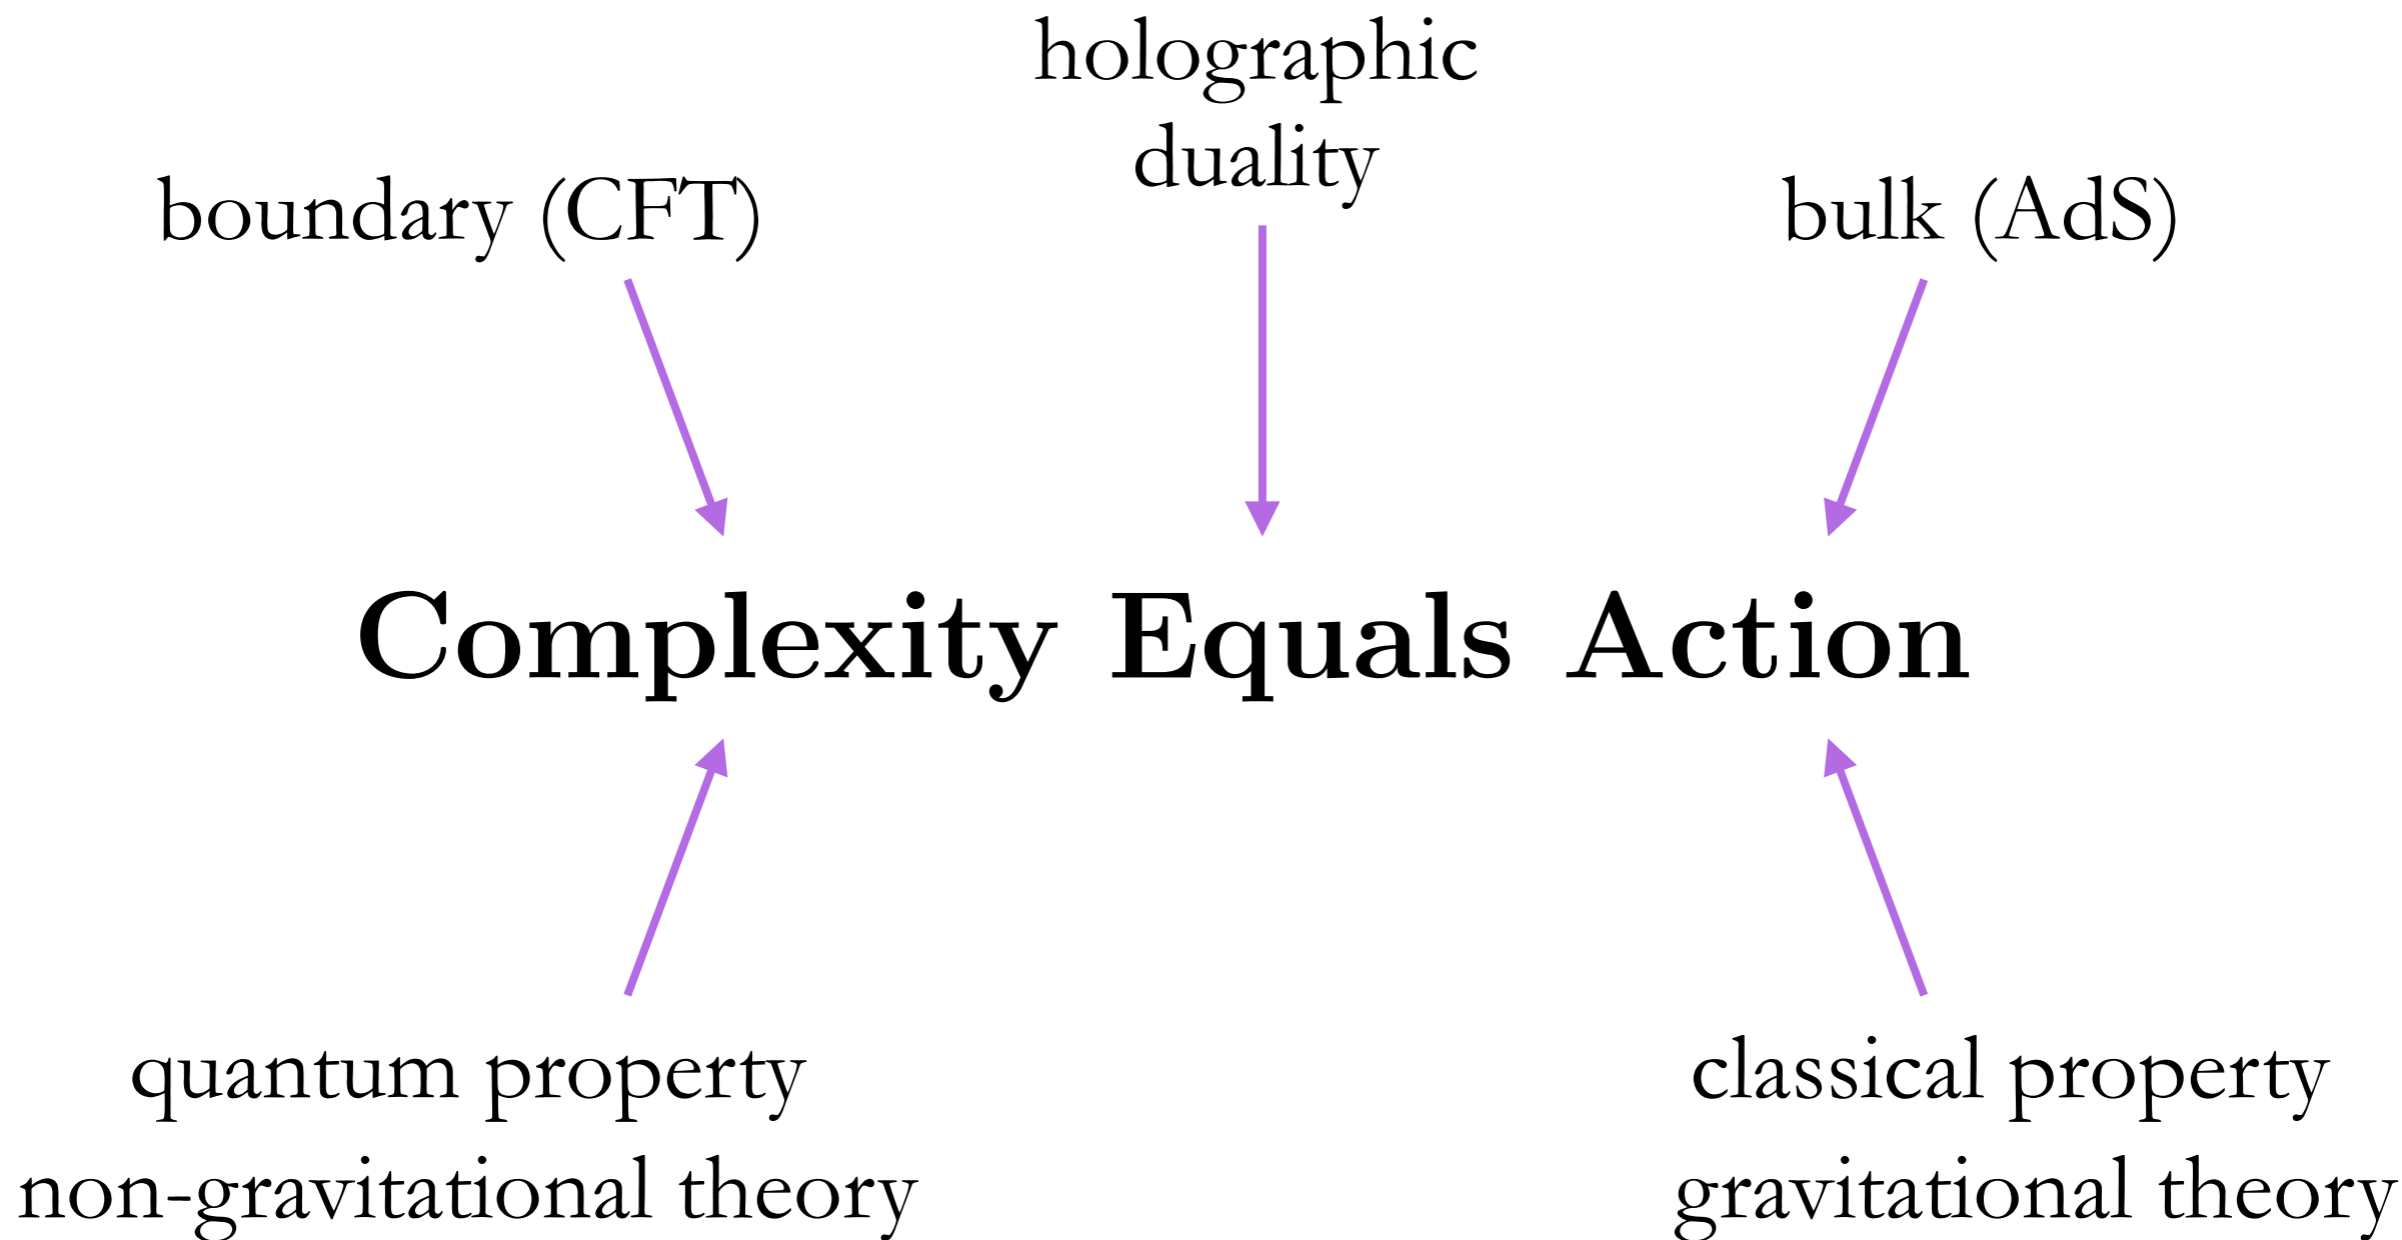 holographic
duality
boundary (CFT)
bulk (AdS)
Complexity Equals Action
quantum property
non-gravitational theory
classical property
gravitational theory